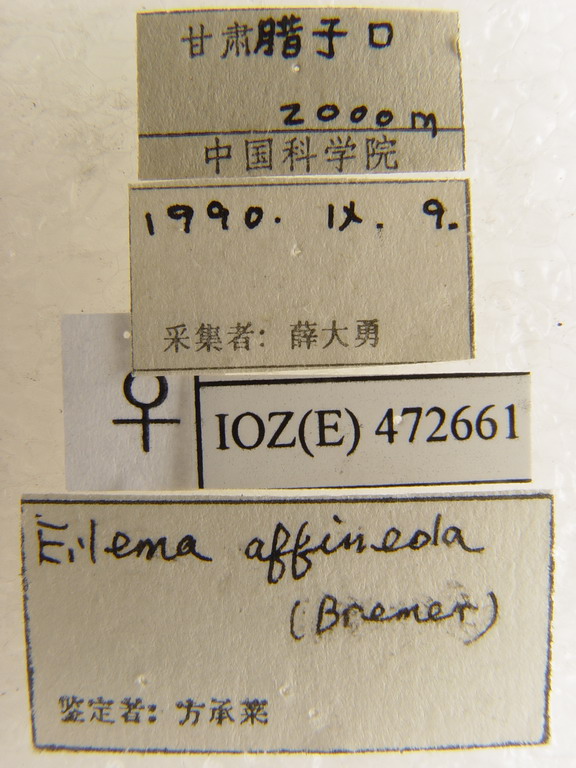 甘肃腊子口
2000m
中国科学院
1990. IX. 9.
采集者: 薛大勇
♀
IOZ(E) 472661
Eilema affineola
(Bremer)
鉴定者: 方承莱